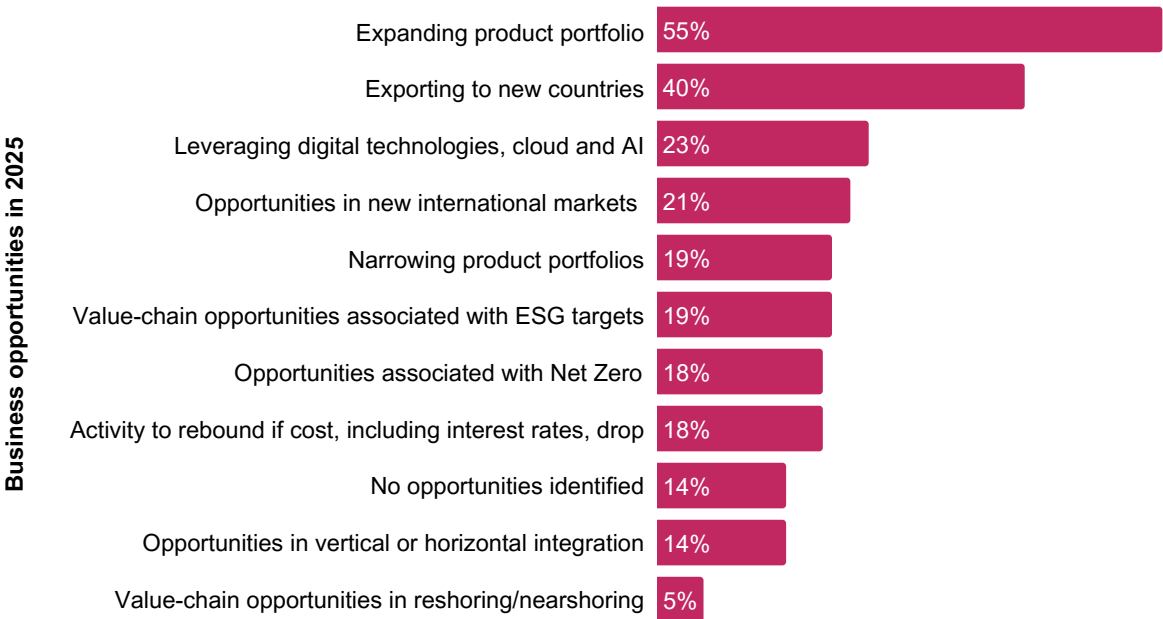 Business opportunities in 2025
Expanding product portfolio 55%
Exporting to new countries 40%
Leveraging digital technologies, cloud and AI 23%
Opportunities in new international markets 21%
Narrowing product portfolios 19%
Value-chain opportunities associated with ESG targets 19%
Opportunities associated with Net Zero 18%
Activity to rebound if cost, including interest rates, drop 18%
No opportunities identified 14%
Opportunities in vertical or horizontal integration 14%
Value-chain opportunities in reshoring/nearshoring 5%